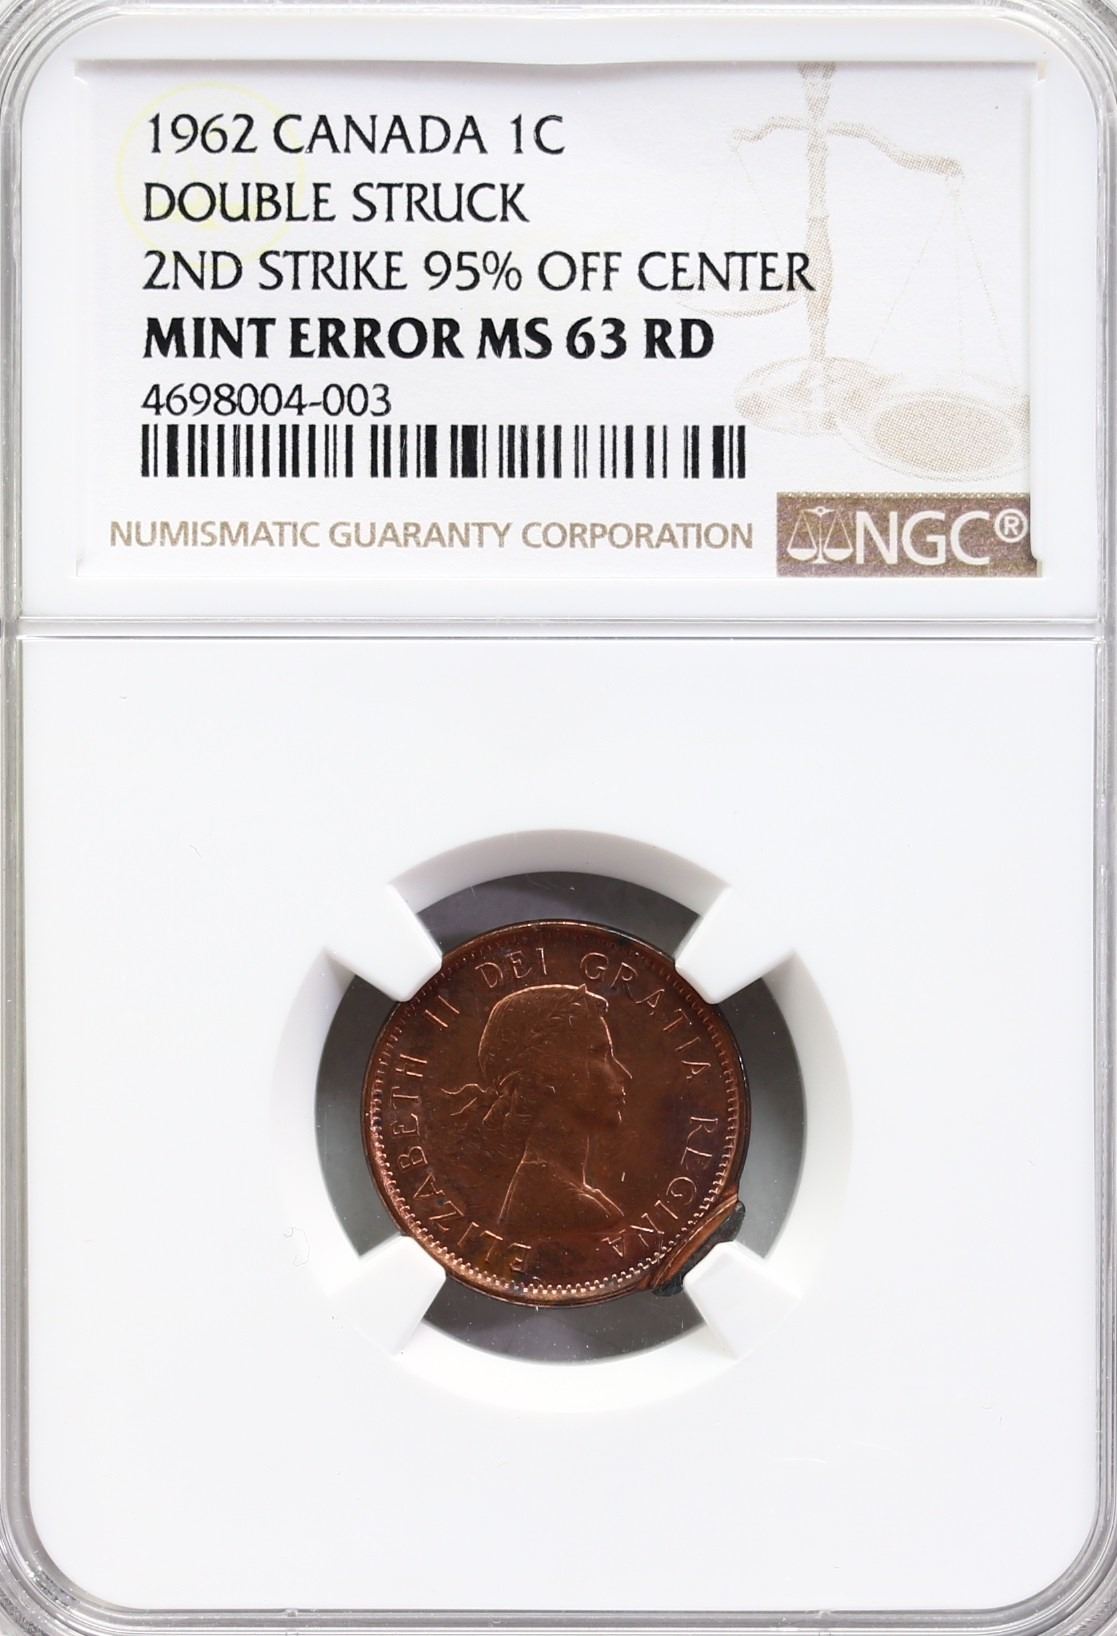 1962 CANADA 1C
DOUBLE STRUCK
2ND STRIKE 95% OFF CENTER
MINT ERROR MS 63 RD
4698004-003
NUMISMATIC GUARANTY CORPORATION
NGC®
ELIZABETH II DEI GRATIA REGINA